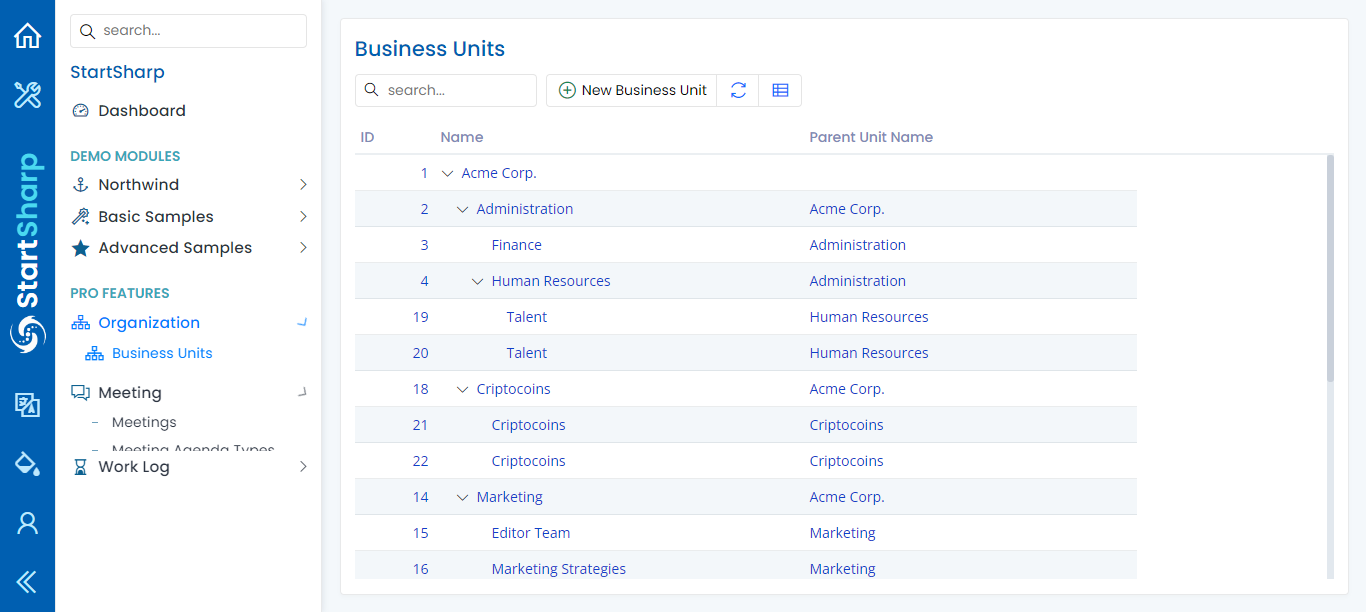 StartSharp
search...
StartSharp
Dashboard
DEMO MODULES
Northwind
Basic Samples
Advanced Samples
PRO FEATURES
Organization
Business Units
Meeting
Meetings
Meeting Agenda Types
Work Log
Business Units
search...
New Business Unit
ID Name Parent Unit Name
1 Acme Corp.
2 Administration Acme Corp.
3 Finance Administration
4 Human Resources Administration
19 Talent Human Resources
20 Talent Human Resources
18 Criptocoins Acme Corp.
21 Criptocoins Criptocoins
22 Criptocoins Criptocoins
14 Marketing Acme Corp.
15 Editor Team Marketing
16 Marketing Strategies Marketing